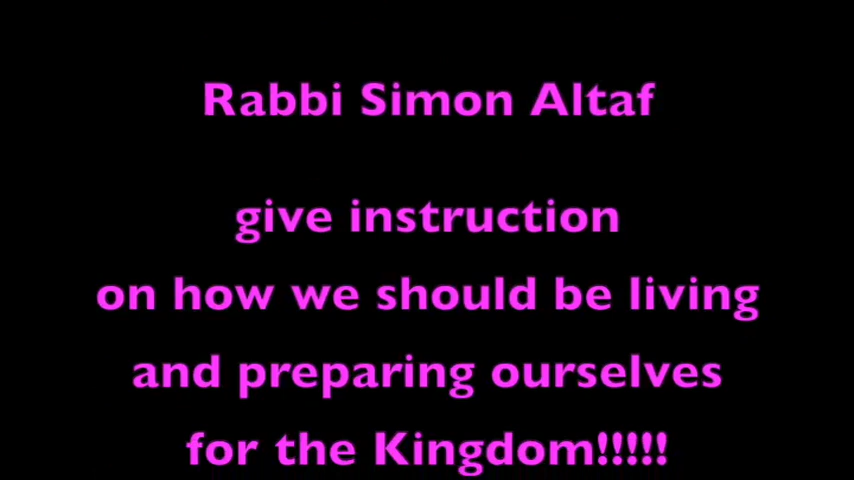 Rabbi Simon Altaf
give instruction
on how we should be living
and preparing ourselves
for the Kingdom!!!!!